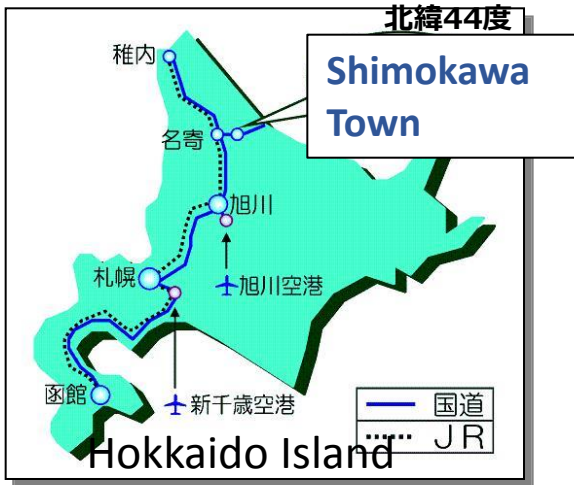 北緯44度
稚内
Shimokawa
Town
名寄
旭川
札幌
旭川空港
函館
新千歳空港
国道
JR
Hokkaido Island